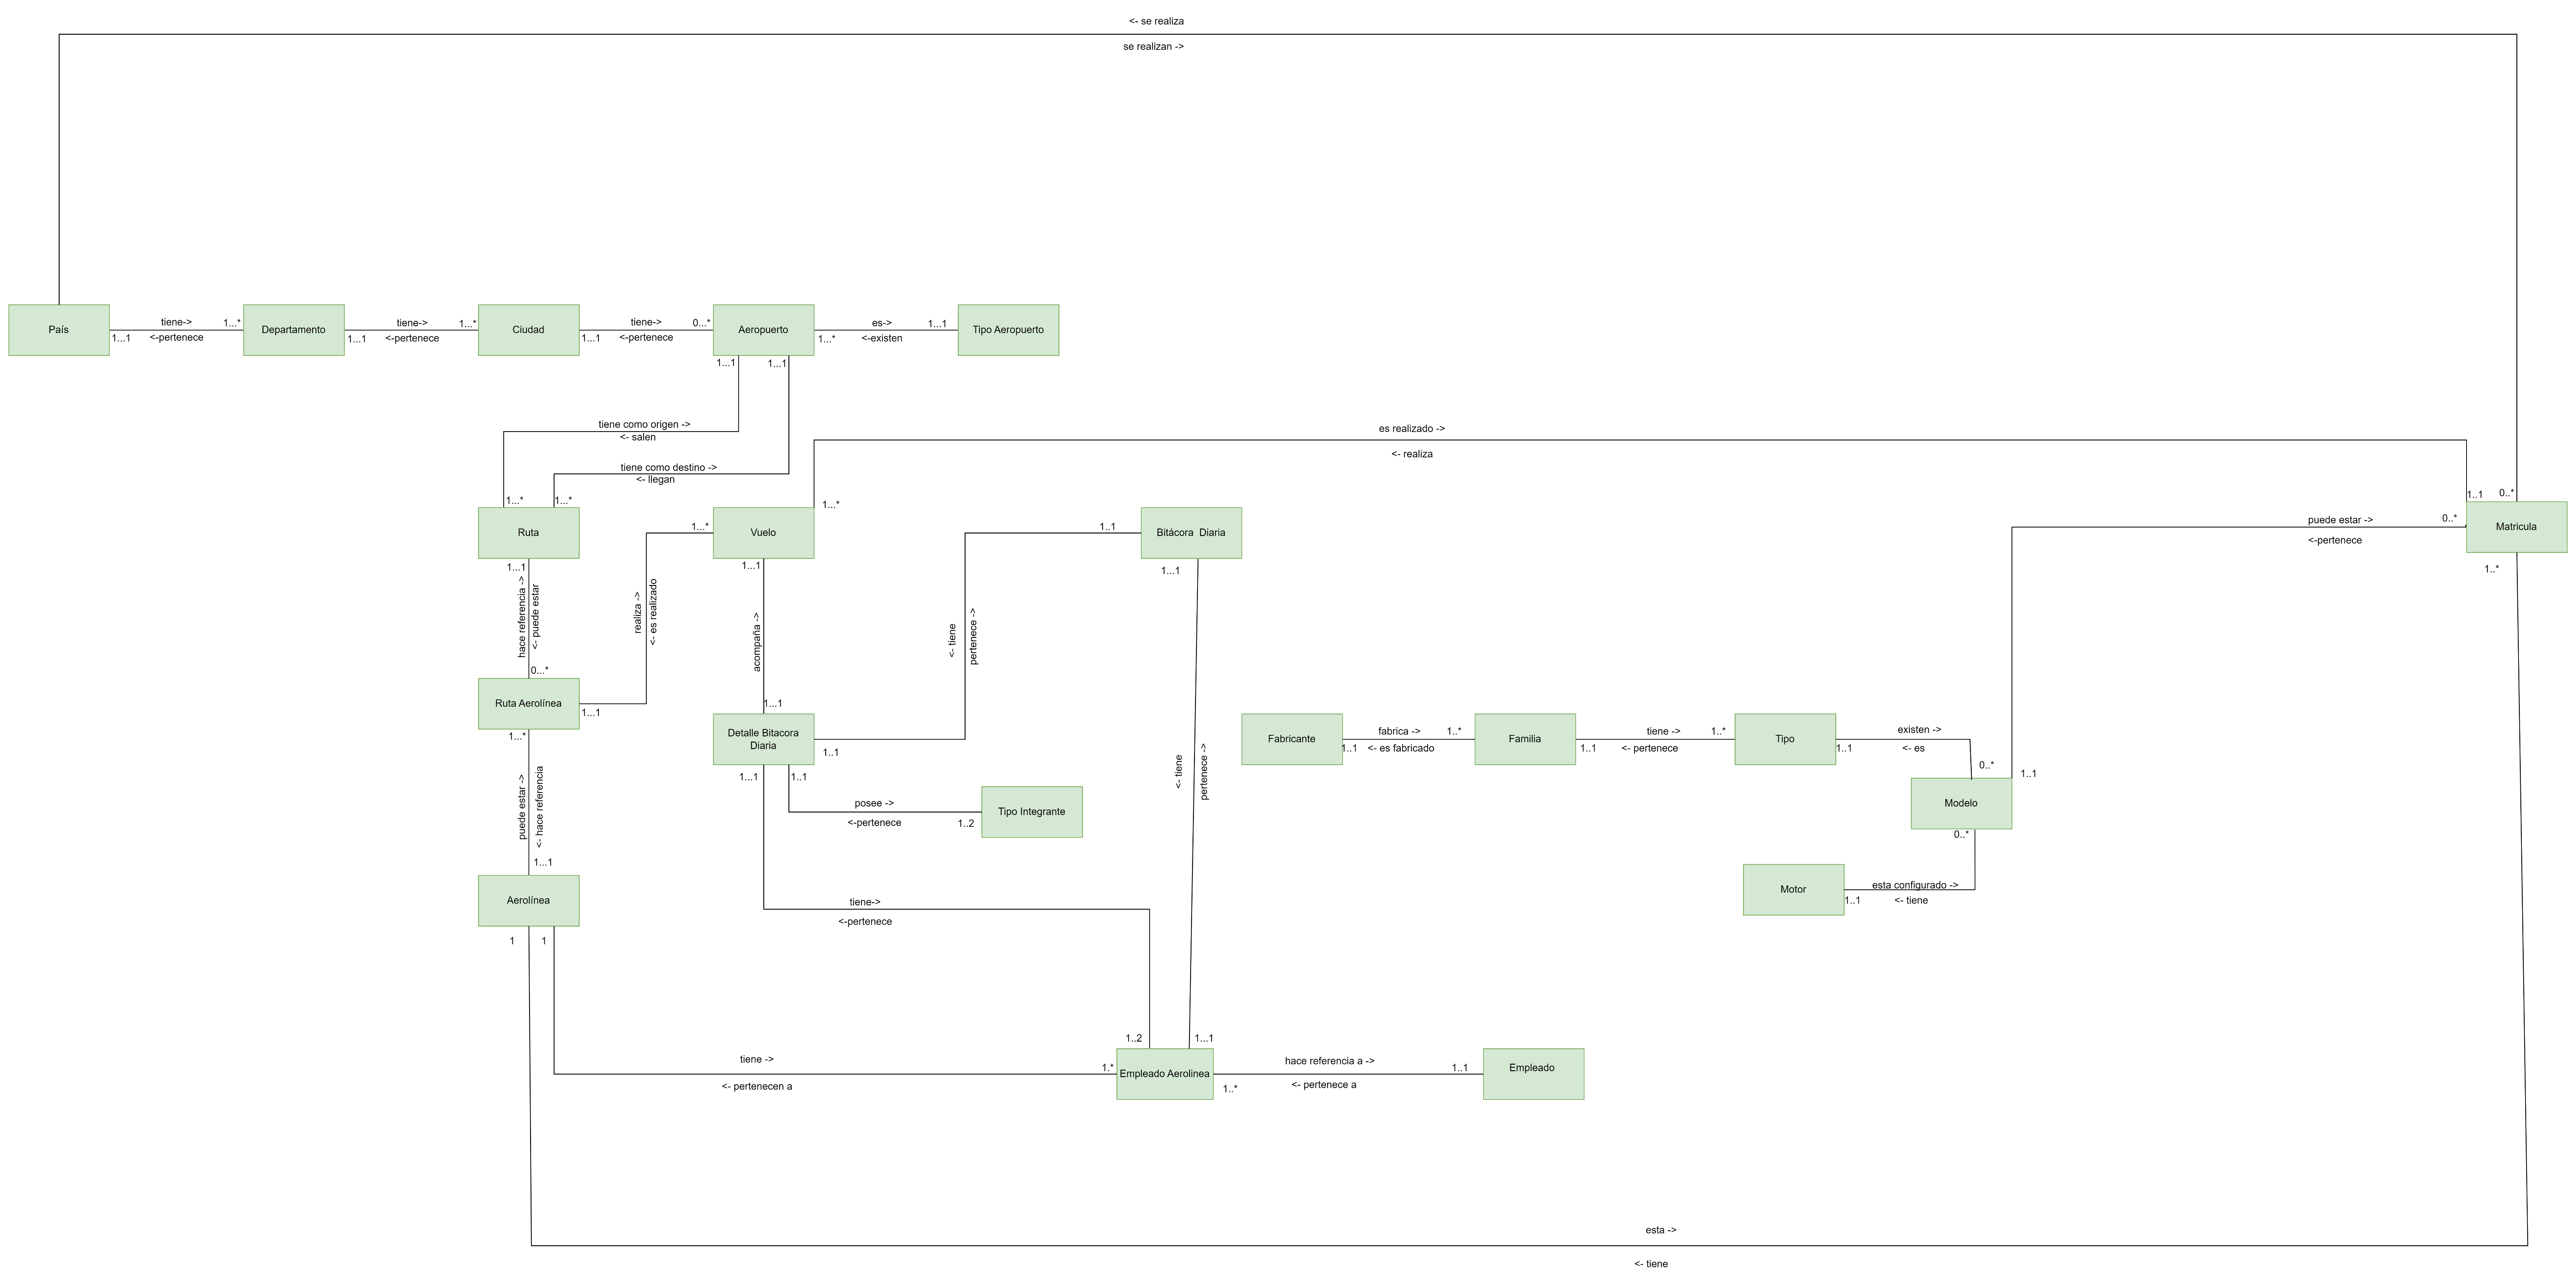 <- se realiza
se realizan ->
País
1...1
tiene->
<-pertenece
1...*
Departamento
1...1
tiene->
<-pertenece
1...*
Ciudad
1...1
tiene->
<-pertenece
0...*
Aeropuerto
1...*
es->
<-existen
1...1
Tipo Aeropuerto
1...1
1...1
tiene como origen ->
<- salen
tiene como destino ->
<- llegan
1...*
1...*
es realizado ->
<- realiza
1...*
1..1
0..*
Ruta
1...*
Vuelo
1..1
Bitácora  Diaria
puede estar ->
<-pertenece
0..*
Matricula
1..*
1...1
hace referencia ->
<- puede estar
0...*
realiza ->
<- es realizado
1...1
acompaña ->
1...1
<- tiene
pertenece ->
1...1
<- tiene
pertenece ->
Ruta Aerolínea
1...1
1...*
puede estar ->
<- hace referencia
1...1
Detalle Bitacora
Diaria
1..1
1...1
1..1
posee ->
<-pertenece
1..2
Tipo Integrante
Fabricante
1..1
fabrica ->
<- es fabricado
1..*
Familia
1..1
tiene ->
<- pertenece
1..*
Tipo
1..1
existen ->
<- es
0..*
1..1
Modelo
0..*
Motor
1..1
esta configurado ->
<- tiene
Aerolínea
1
1
tiene->
<-pertenece
1..2
1...1
tiene ->
<- pertenecen a
1.*
Empleado Aerolinea
1..*
hace referencia a ->
<- pertenece a
1..1
Empleado
esta ->
<- tiene